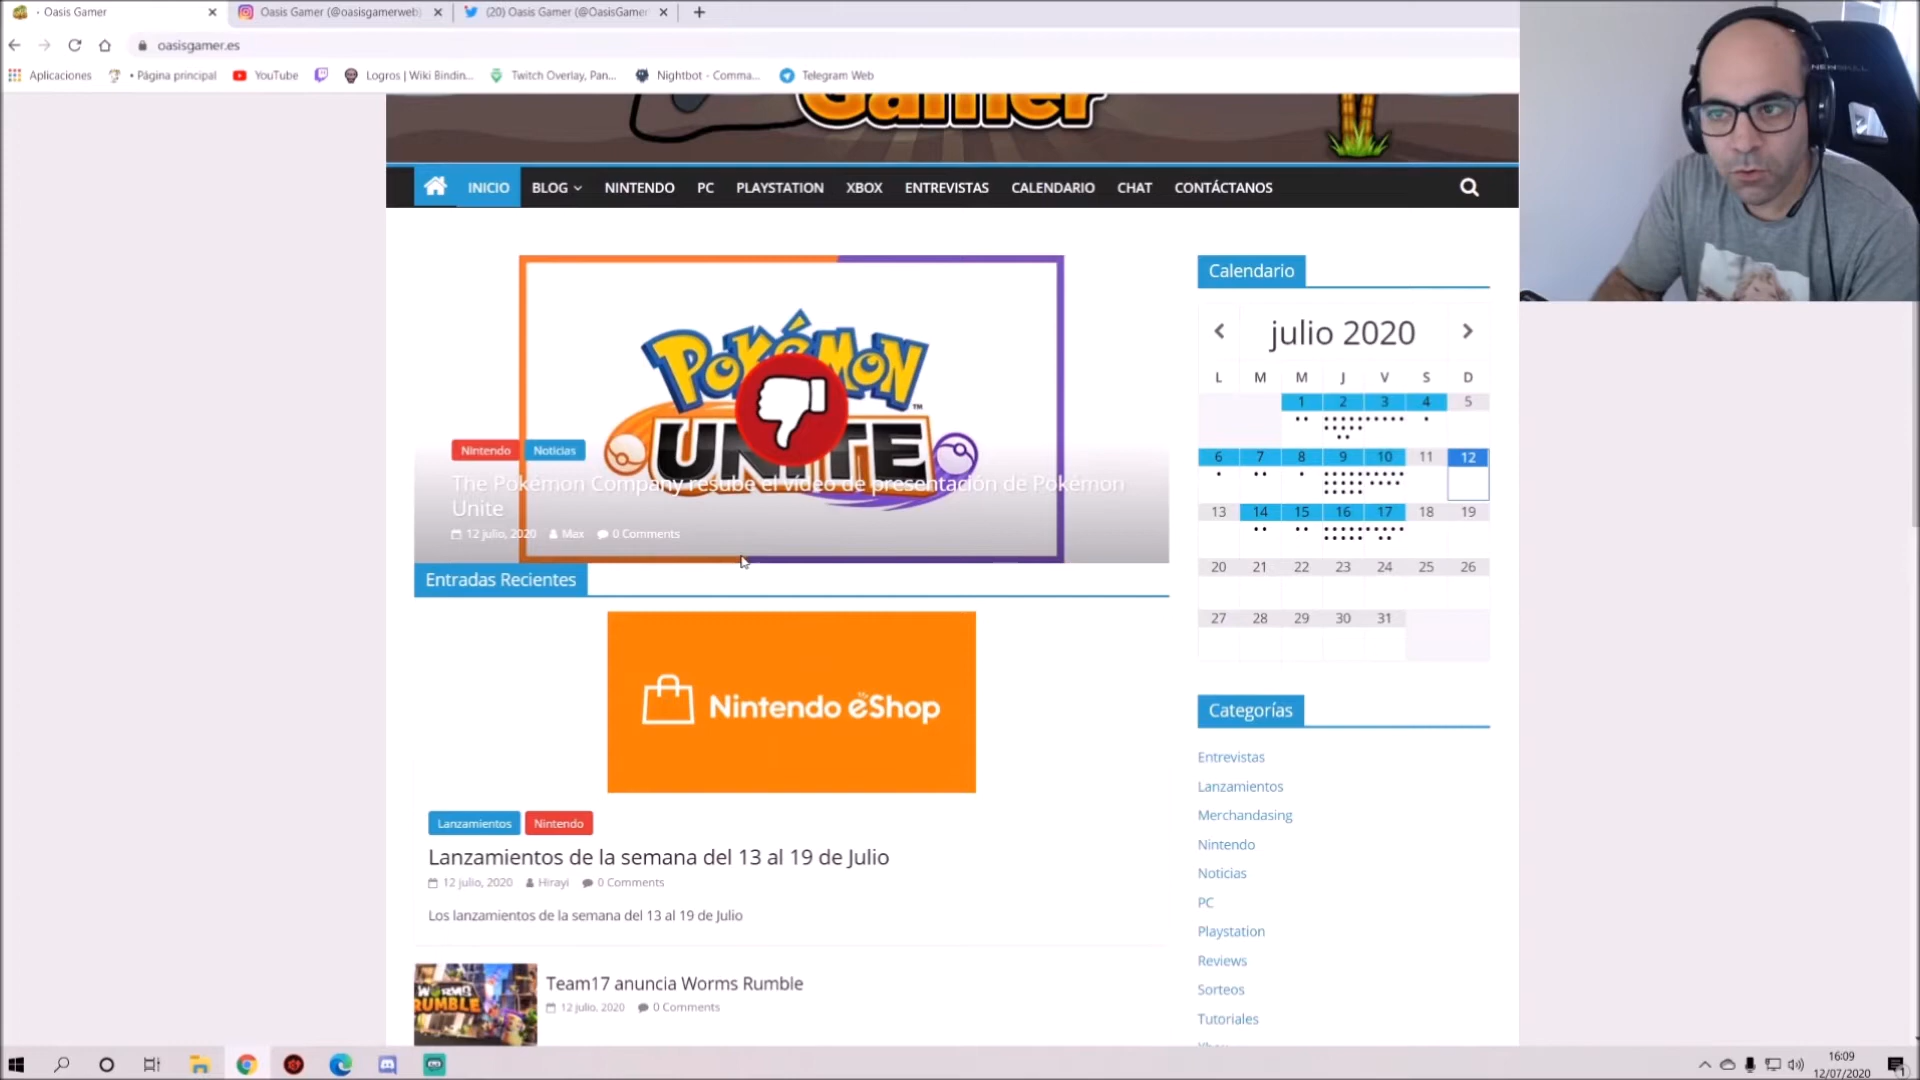 Oasis Gamer
Oasis Gamer (@oasisgamerweb)
(20) Oasis Gamer (@OasisGamer
oasisgamer.es
Aplicaciones
• Página principal
YouTube
Logros | Wiki Bindin...
Twitch Overlay, Pan...
Nightbot - Comma...
Telegram Web
Gamer
INICIO
BLOG
NINTENDO
PC
PLAYSTATION
XBOX
ENTREVISTAS
CALENDARIO
CHAT
CONTÁCTANOS
POKÉMON
UNITE
Nintendo
Noticias
The Pokémon Company resube el vídeo de presentación de Pokémon
Unite
12 julio, 2020
Max
0 Comments
Entradas Recientes
Nintendo eShop
Lanzamientos
Nintendo
Lanzamientos de la semana del 13 al 19 de Julio
12 julio, 2020
Hirayi
0 Comments
Los lanzamientos de la semana del 13 al 19 de Julio
WORMS
RUMBLE
Team17 anuncia Worms Rumble
12 julio, 2020
0 Comments
Calendario
julio 2020
L M M J V S D
1 2 3 4 5
6 7 8 9 10 11 12
13 14 15 16 17 18 19
20 21 22 23 24 25 26
27 28 29 30 31
Categorías
Entrevistas
Lanzamientos
Merchandasing
Nintendo
Noticias
PC
Playstation
Reviews
Sorteos
Tutoriales
NEWSKILL
16:09
12/07/2020
1